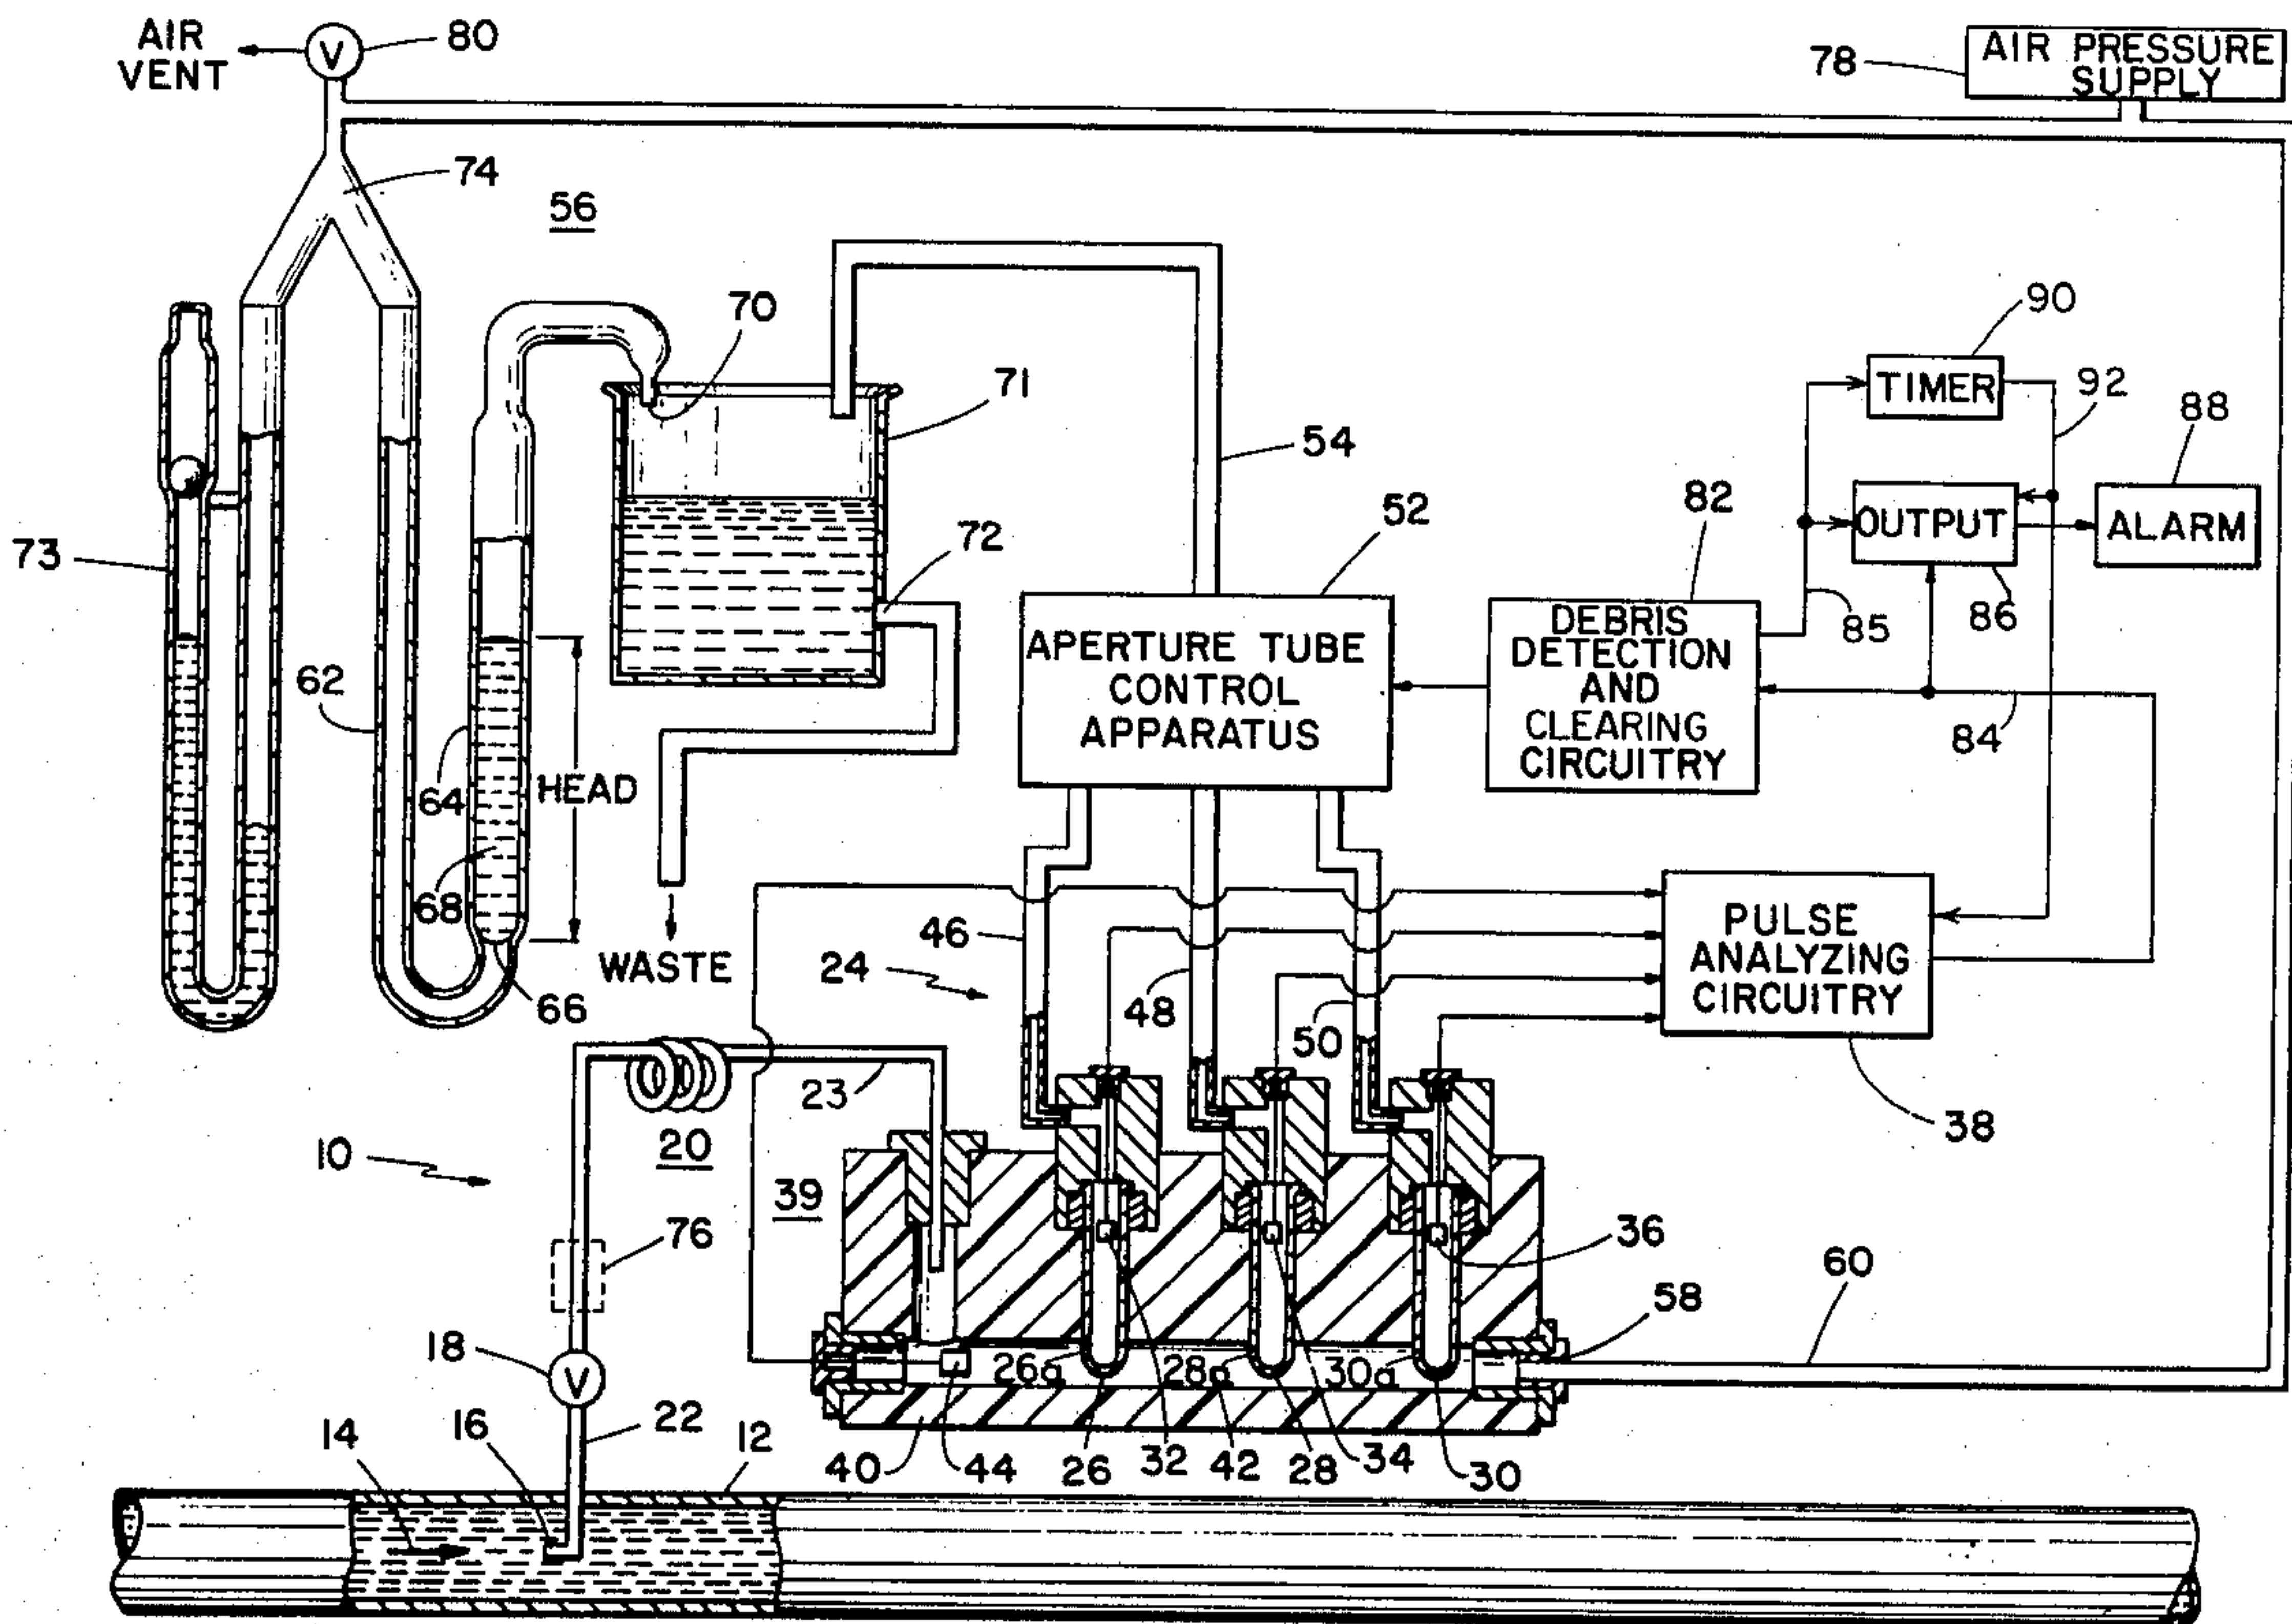 AIR
VENT
V
80
78
AIR PRESSURE
SUPPLY
74
56
70
71
54
90
TIMER
92
88
82
52
OUTPUT
ALARM
73
72
62
64
HEAD
68
66
WASTE
APERTURE TUBE
CONTROL
APPARATUS
DEBRIS
DETECTION
AND
CLEARING
CIRCUITRY
85
86
84
46
24
48
50
PULSE
ANALYZING
CIRCUITRY
38
23
10
20
39
76
36
60
58
18
V
26a
28a
30a
22
16
14
12
40
44
26
32
42
28
34
30